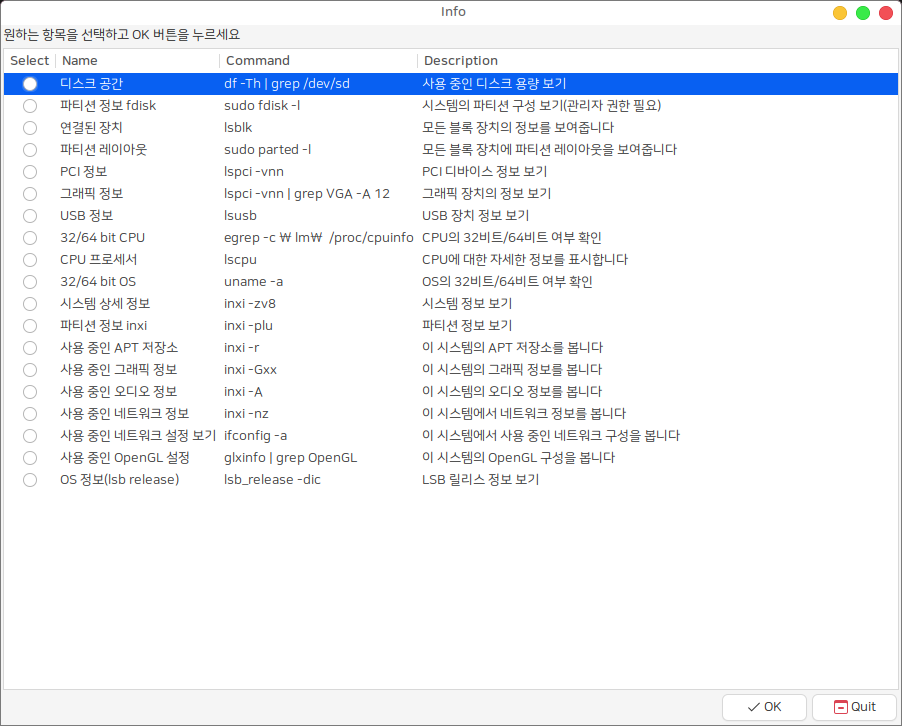 Info
원하는 항목을 선택하고 OK 버튼을 누르세요
Select Name Command Description
디스크 공간 df -Th | grep /dev/sd 사용 중인 디스크 용량 보기
파티션 정보 fdisk sudo fdisk -l 시스템의 파티션 구성 보기(관리자 권한 필요)
연결된 장치 lsblk 모든 블록 장치의 정보를 보여줍니다
파티션 레이아웃 sudo parted -l 모든 블록 장치에 파티션 레이아웃을 보여줍니다
PCI 정보 lspci -vnn PCI 디바이스 정보 보기
그래픽 정보 lspci -vnn | grep VGA -A 12 그래픽 장치의 정보 보기
USB 정보 lsusb USB 장치 정보 보기
32/64 bit CPU egrep -c ₩ lm₩ /proc/cpuinfo CPU의 32비트/64비트 여부 확인
CPU 프로세서 lscpu CPU에 대한 자세한 정보를 표시합니다
32/64 bit OS uname -a OS의 32비트/64비트 여부 확인
시스템 상세 정보 inxi -zv8 시스템 정보 보기
파티션 정보 inxi inxi -plu 파티션 정보 보기
사용 중인 APT 저장소 inxi -r 이 시스템의 APT 저장소를 봅니다
사용 중인 그래픽 정보 inxi -Gxx 이 시스템의 그래픽 정보를 봅니다
사용 중인 오디오 정보 inxi -A 이 시스템의 오디오 정보를 봅니다
사용 중인 네트워크 정보 inxi -nz 이 시스템에서 네트워크 정보를 봅니다
사용 중인 네트워크 설정 보기 ifconfig -a 이 시스템에서 사용 중인 네트워크 구성을 봅니다
사용 중인 OpenGL 설정 glxinfo | grep OpenGL 이 시스템의 OpenGL 구성을 봅니다
OS 정보(lsb release) lsb_release -dic LSB 릴리스 정보 보기
OK Quit